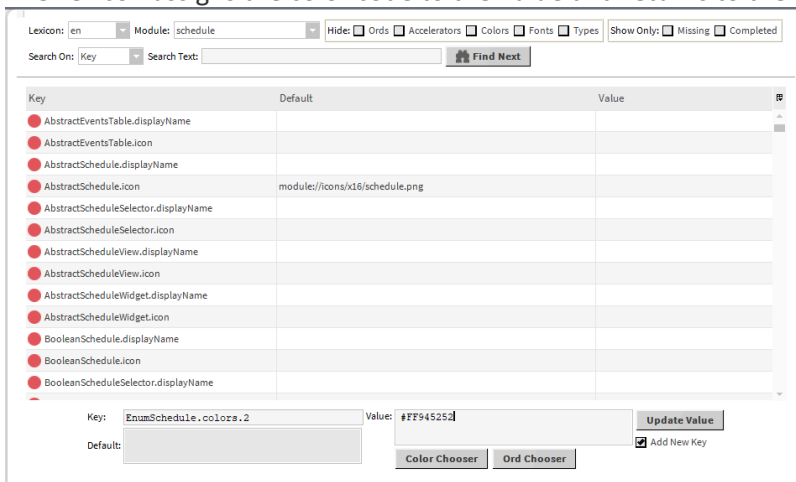 Lexicon: en Module: schedule Hide: Ords Accelerators Colors Fonts Types Show Only: Missing Completed
Search On: Key Search Text: Find Next
Key Default Value
AbstractEventsTable.displayName
AbstractEventsTable.icon
AbstractSchedule.displayName
AbstractSchedule.icon module://icons/x16/schedule.png
AbstractScheduleSelector.displayName
AbstractScheduleSelector.icon
AbstractScheduleView.displayName
AbstractScheduleView.icon
AbstractScheduleWidget.displayName
AbstractScheduleWidget.icon
BooleanSchedule.displayName
BooleanSchedule.icon
BooleanScheduleSelector.displayName
Key: EnumSchedule.colors.2 Value: #FF945252 Update Value
Default: Add New Key
Color Chooser Ord Chooser